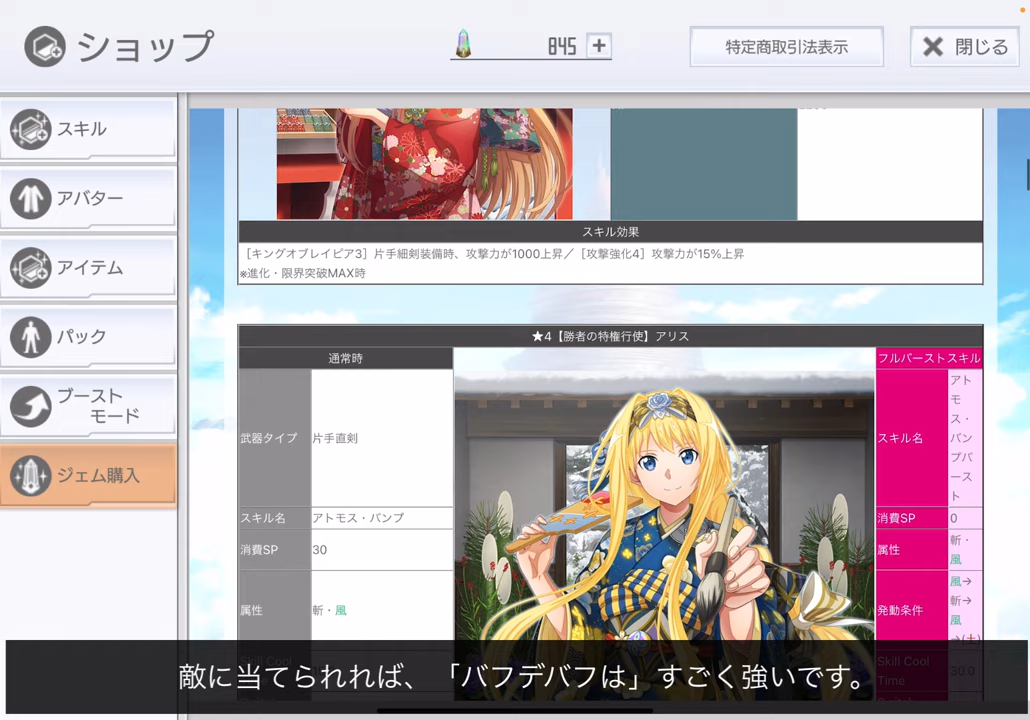 ショップ
845
特定商取引法表示
閉じる
スキル
アバター
アイテム
パック
ブースト
モード
ジェム購入
スキル効果
［キングオブレイピア3］片手細剣装備時、攻撃力が1000上昇／［攻撃強化4］攻撃力が15%上昇
※進化・限界突破MAX時
★4【勝者の特権行使】アリス
通常時
フルバーストスキル
武器タイプ
片手直剣
スキル名
アト
モ
ス・
バン
プバ
ース
ト
スキル名
アトモス・バンプ
消費SP
0
消費SP
30
属性
斬・
風
属性
斬・風
発動条件
風→
斬→
風
→(土)
Skill Cool
Time
30.0
敵に当てられれば、「バフデバフは」すごく強いです。